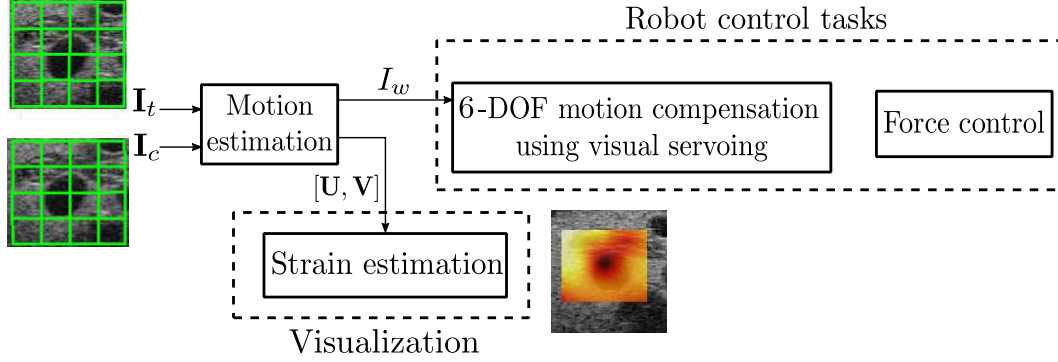 Robot control tasks
I_t
I_c
Motion
estimation
I_w
6-DOF motion compensation
using visual servoing
Force control
[U, V]
Strain estimation
Visualization